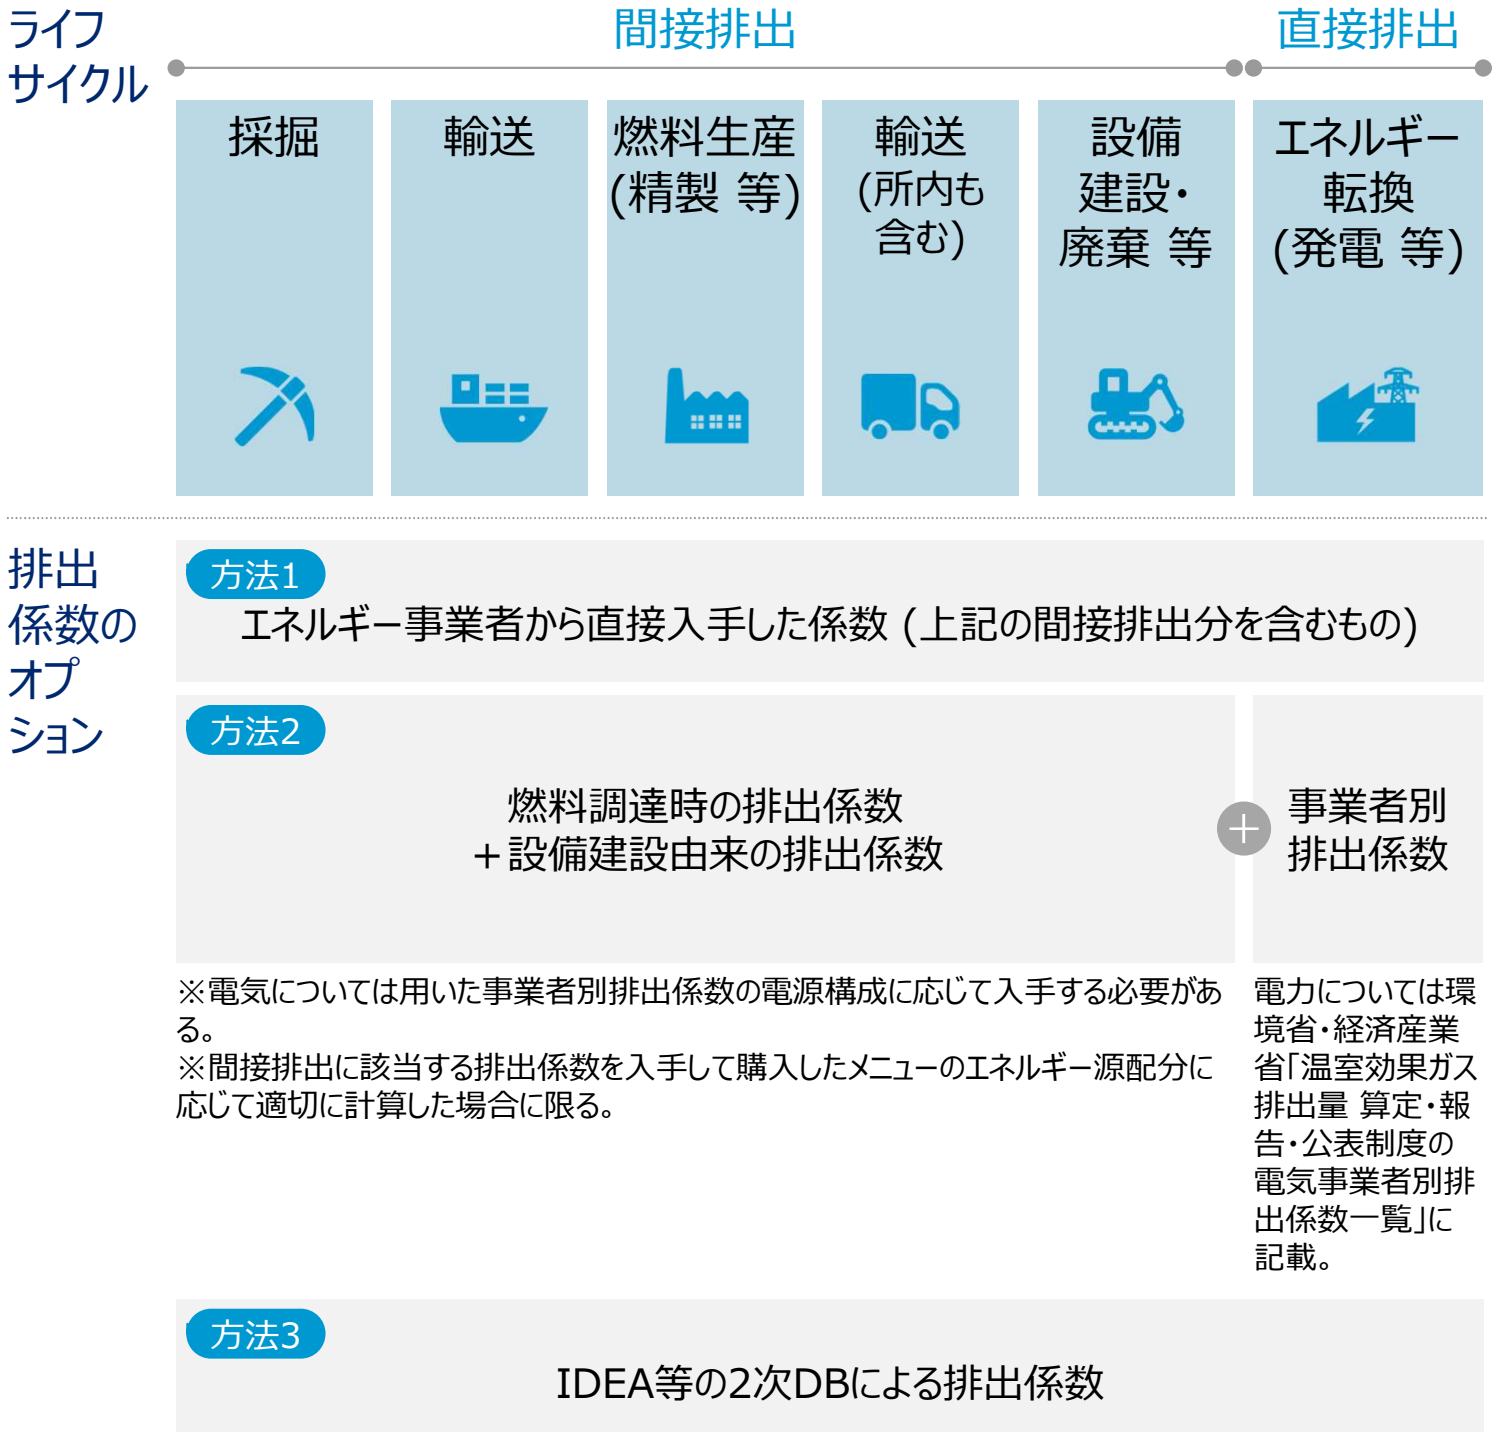 ライフ
サイクル
間接排出
直接排出
採掘
輸送
燃料生産
(精製 等)
輸送
(所内も
含む)
設備
建設・
廃棄 等
エネルギー
転換
(発電 等)
排出
係数の
オプ
ション
方法1
エネルギー事業者から直接入手した係数 (上記の間接排出分を含むもの)
方法2
燃料調達時の排出係数
+設備建設由来の排出係数
+
事業者別
排出係数
※電気については用いた事業者別排出係数の電源構成に応じて入手する必要があ
る。
※間接排出に該当する排出係数を入手して購入したメニューのエネルギー源配分に
応じて適切に計算した場合に限る。
電力については環
境省・経済産業
省「温室効果ガス
排出量 算定・報
告・公表制度の
電気事業者別排
出係数一覧」に
記載。
方法3
IDEA等の2次DBによる排出係数